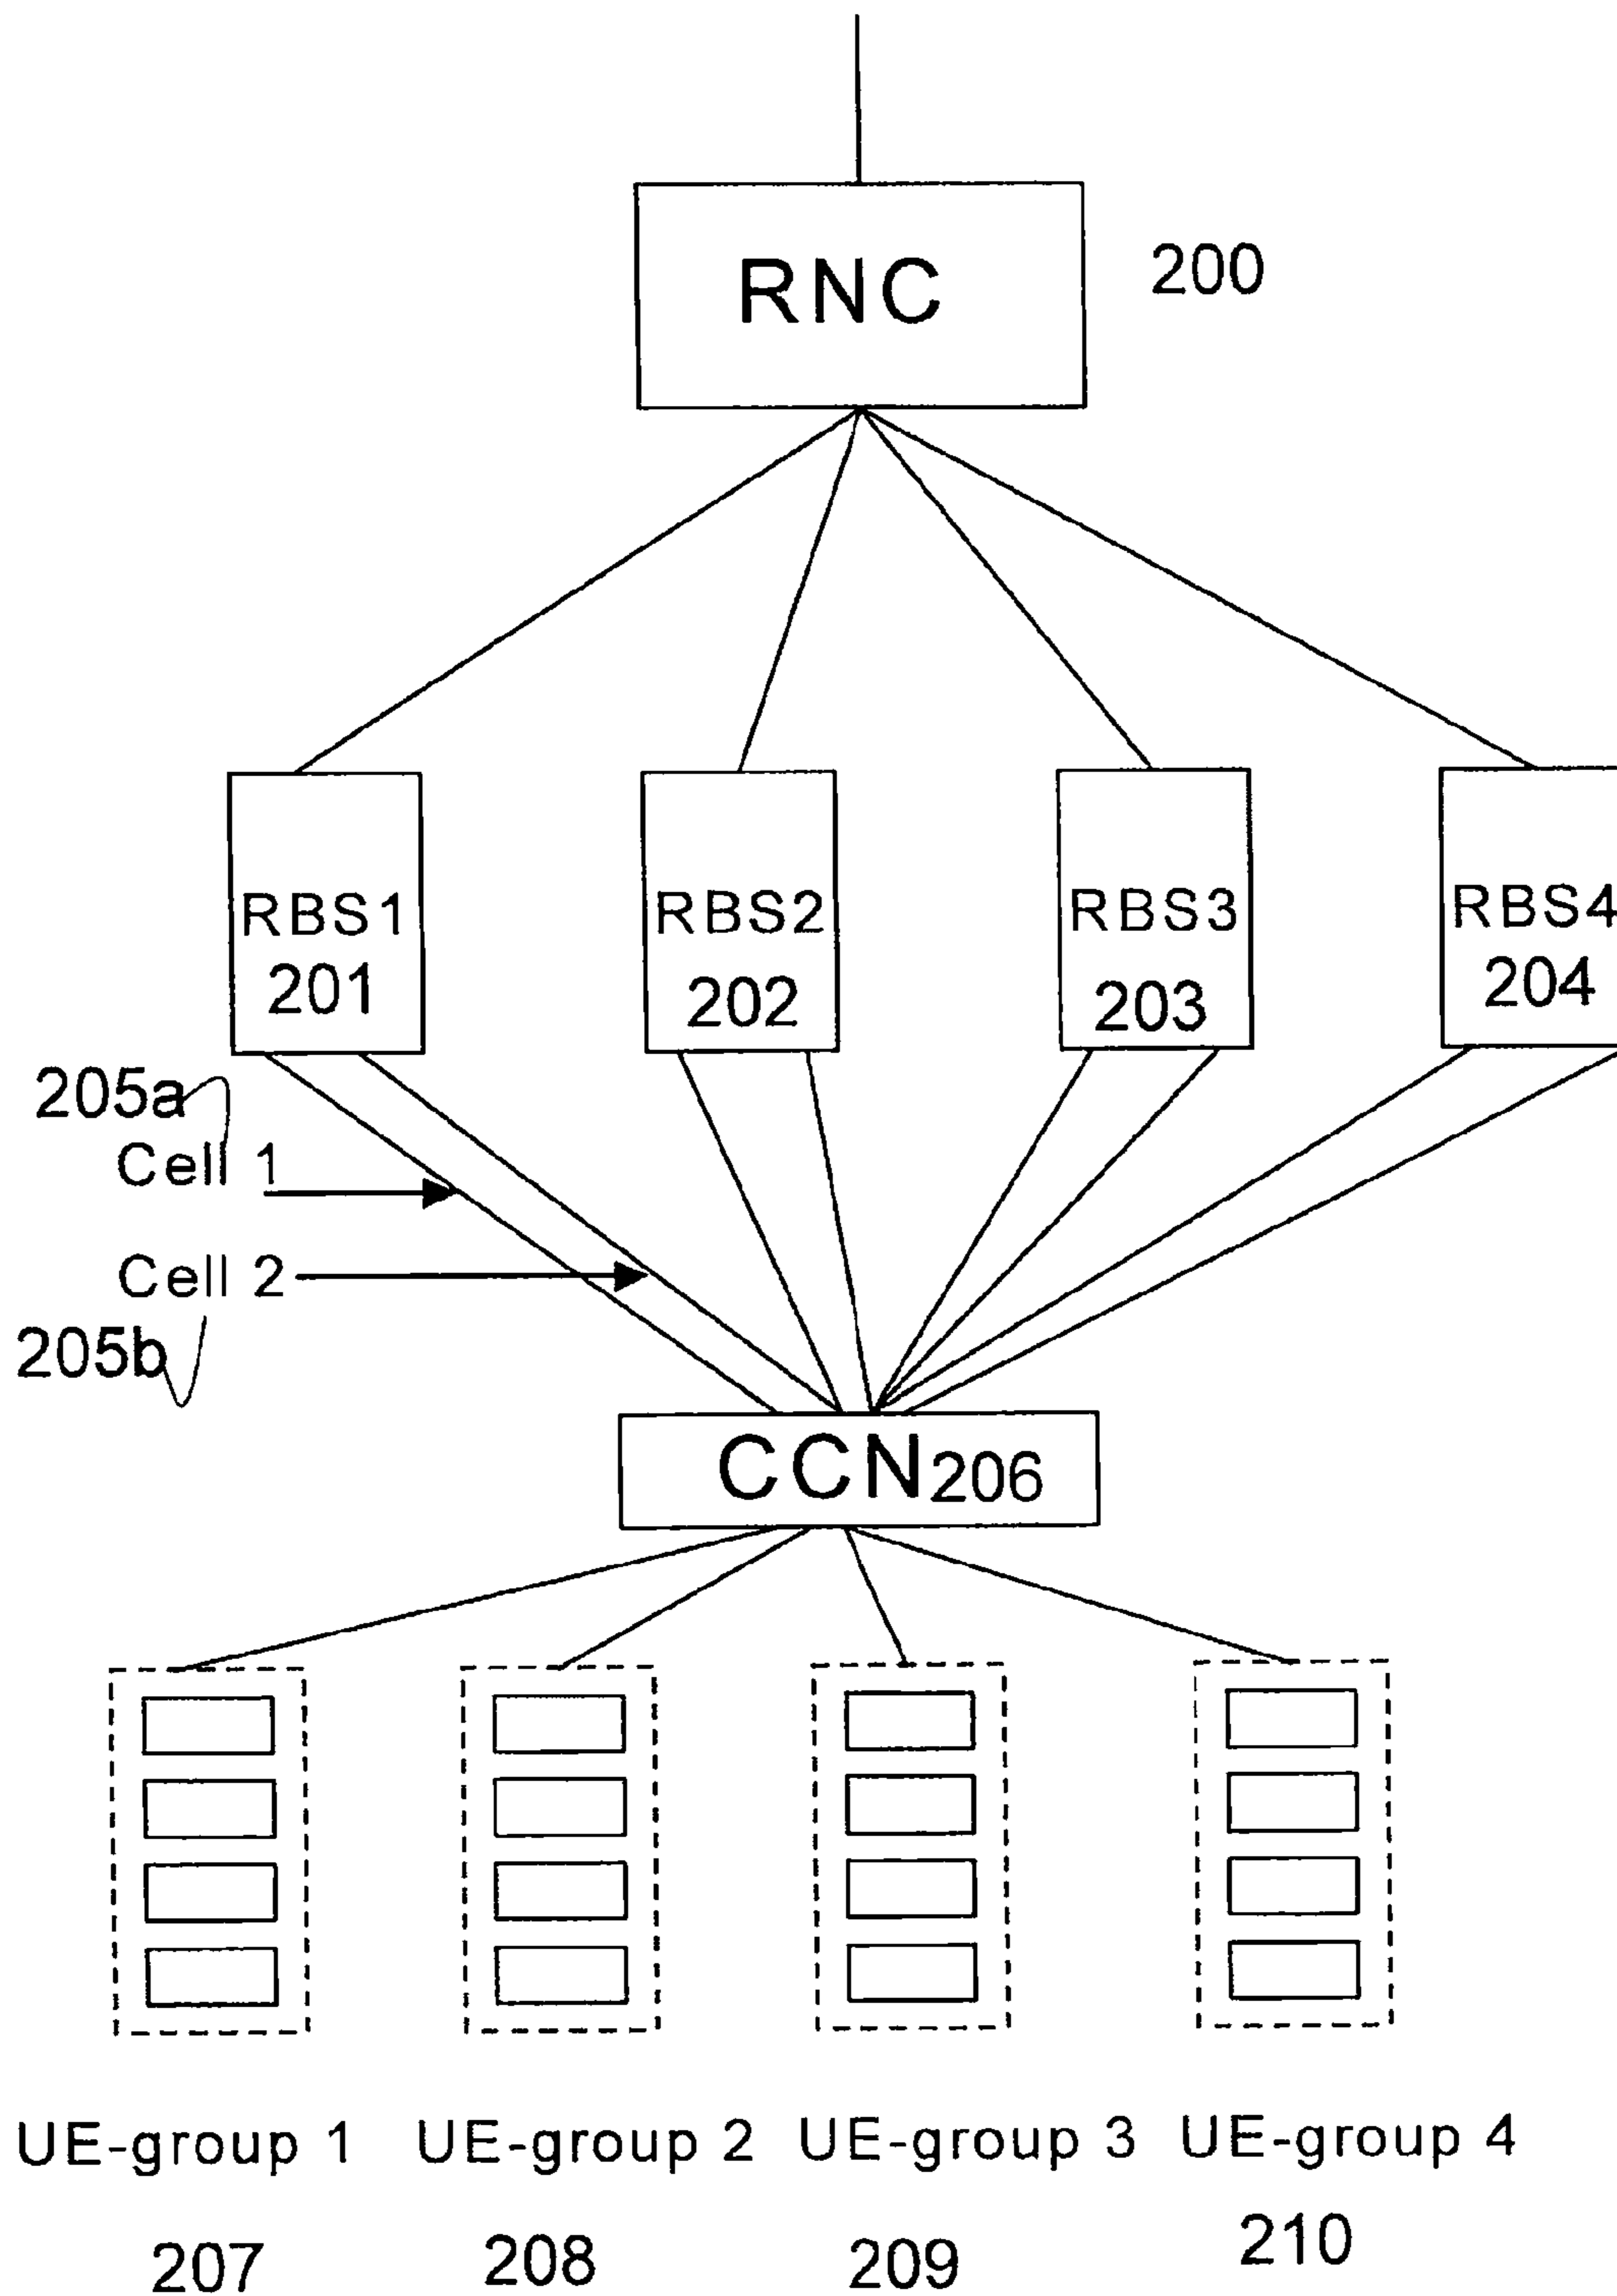 RNC
200
RBS1
201
RBS2
202
RBS3
203
RBS4
204
205a
Cell 1
Cell 2
205b
CCN206
UE-group 1 UE-group 2 UE-group 3 UE-group 4
207 208 209 210